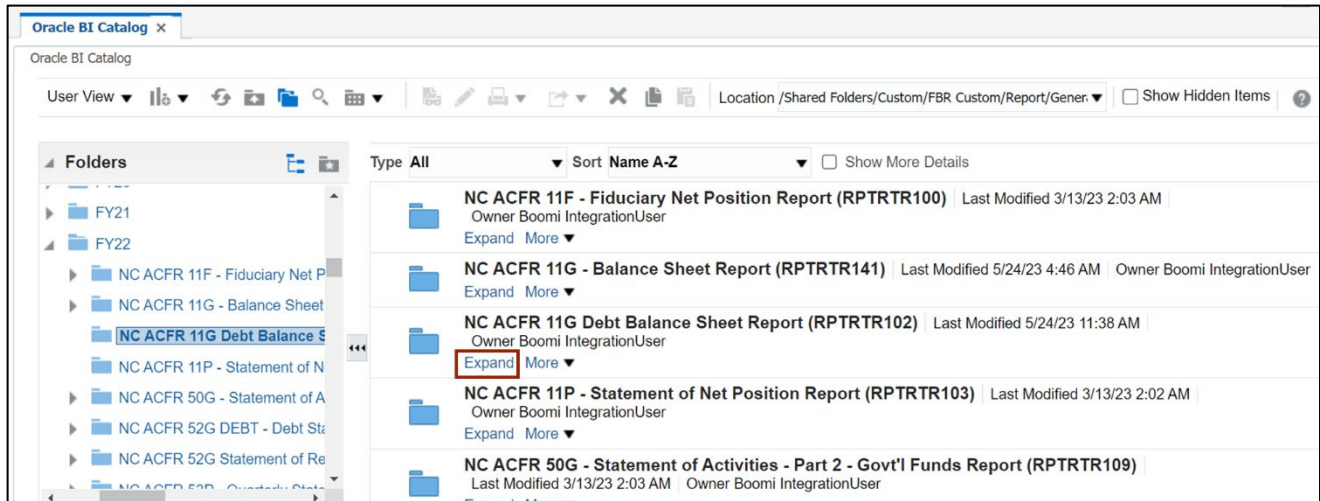 Oracle BI Catalog ×
Oracle BI Catalog
User View Location /Shared Folders/Custom/FBR Custom/Report/Gener Show Hidden Items
Folders
Type All Sort Name A-Z Show More Details
FY21
FY22
NC ACFR 11F - Fiduciary Net P
NC ACFR 11G - Balance Sheet
NC ACFR 11G Debt Balance S
NC ACFR 11P - Statement of N
NC ACFR 50G - Statement of A
NC ACFR 52G DEBT - Debt Sta
NC ACFR 52G Statement of Re
NC ACFR 11F - Fiduciary Net Position Report (RPTRTR100) Last Modified 3/13/23 2:03 AM
Owner Boomi IntegrationUser
Expand More
NC ACFR 11G - Balance Sheet Report (RPTRTR141) Last Modified 5/24/23 4:46 AM Owner Boomi IntegrationUser
Expand More
NC ACFR 11G Debt Balance Sheet Report (RPTRTR102) Last Modified 5/24/23 11:38 AM
Owner Boomi IntegrationUser
Expand More
NC ACFR 11P - Statement of Net Position Report (RPTRTR103) Last Modified 3/13/23 2:02 AM
Owner Boomi IntegrationUser
Expand More
NC ACFR 50G - Statement of Activities - Part 2 - Govt'l Funds Report (RPTRTR109)
Last Modified 3/13/23 2:03 AM Owner Boomi IntegrationUser